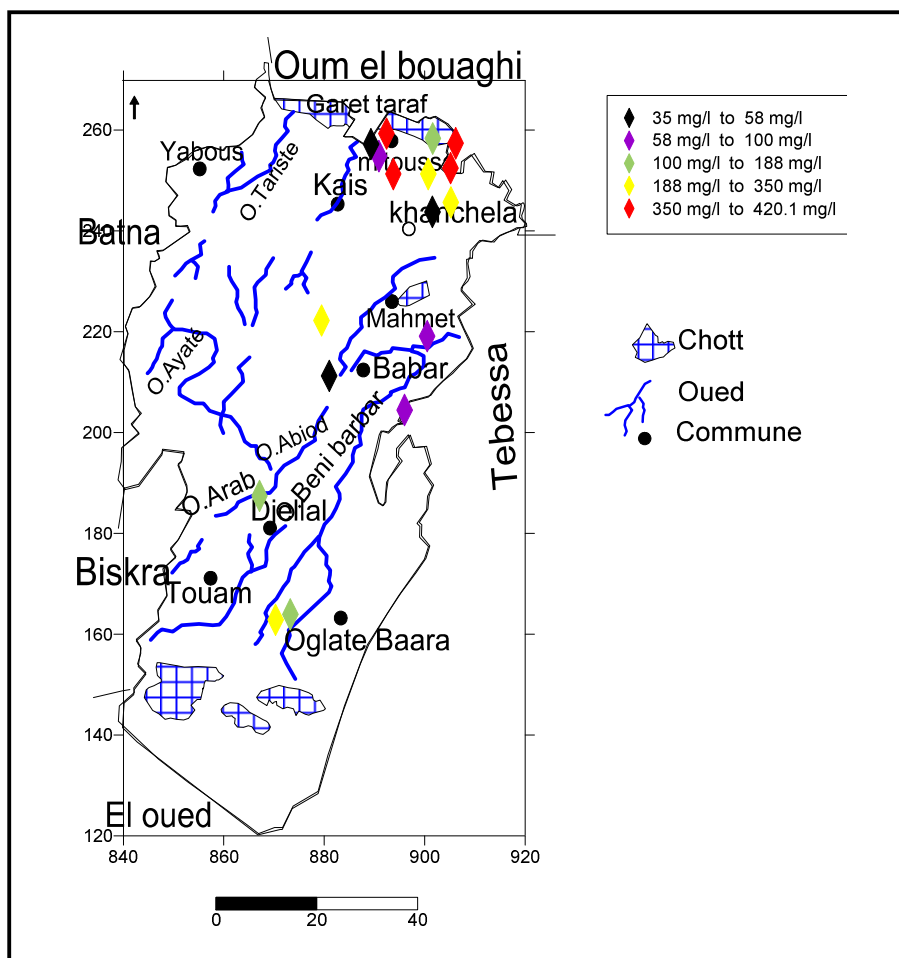 Oum el bouaghi
Garet taraf
260
Yabous
O.Tariste
Kais
khanchela
240
Batna
Mahmet
220
O.Ayate
Babar
Tebessa
200
O.Abiod
O Beni barbar
O.Arab
Djellal
180
Biskra
Touam
160
Oglate Baara
140
El oued
120
840 860 880 900 920
0 20 40
35 mg/l to 58 mg/l
58 mg/l to 100 mg/l
100 mg/l to 188 mg/l
188 mg/l to 350 mg/l
350 mg/l to 420.1 mg/l
Chott
Oued
Commune